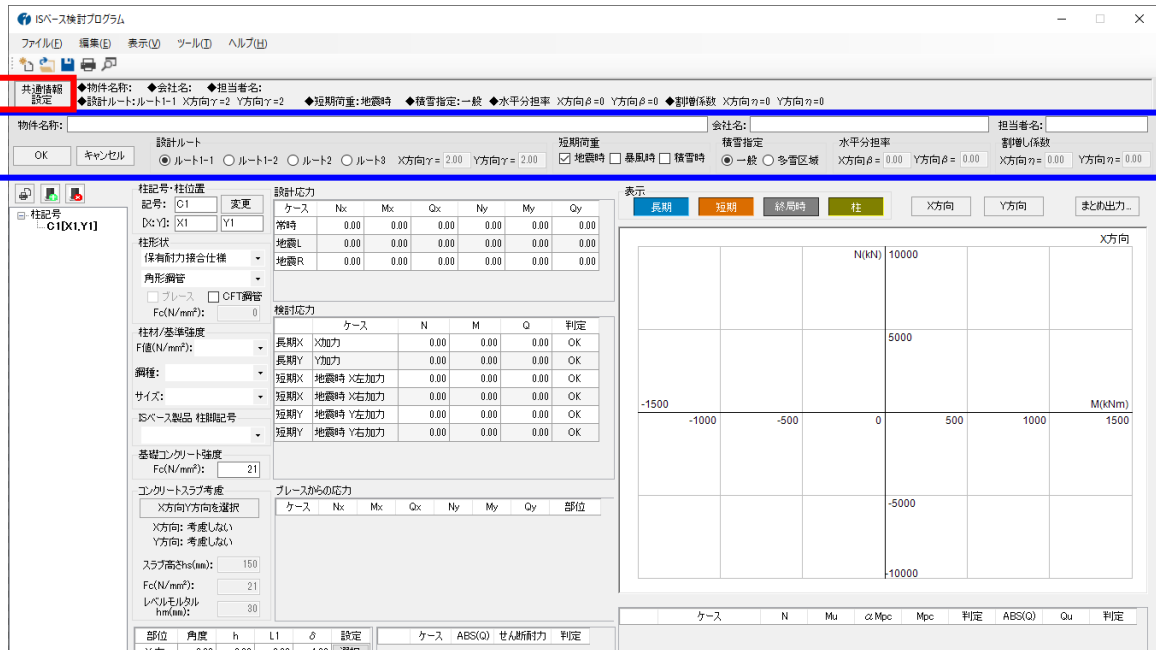 ISベース検討プログラム
ファイル(F) 編集(E) 表示(V) ツール(T) ヘルプ(H)
共通情報設定
◆物件名称: ◆会社名: ◆担当者名:
◆設計ルート:ルート1-1 X方向γ=2 Y方向γ=2 ◆短期荷重:地震時 ◆積雪指定:一般 ◆水平分担率 X方向β=0 Y方向β=0 ◆割増係数 X方向η=0 Y方向η=0
物件名称: 会社名: 担当者名:
設計ルート 短期荷重 積雪指定 水平分担率 割増し係数
OK キャンセル ルート1-1 ルート1-2 ルート2 ルート3 X方向γ= 2.00 Y方向γ= 2.00 地震時 暴風時 積雪時 一般 多雪区域 X方向β= 0.00 Y方向β= 0.00 X方向η= 0.00 Y方向η= 0.00
柱記号
C1[X1,Y1]
柱記号・柱位置
記号: C1 変更
[X:Y]: X1 Y1
柱形状
保有耐力接合仕様
角形鋼管
ブレース CFT鋼管
Fc(N/mm²): 0
柱材/基準強度
F値(N/mm²):
鋼種:
サイズ:
ISベース製品 柱脚記号
基礎コンクリート強度
Fc(N/mm²): 21
コンクリートスラブ考慮
X方向Y方向を選択
X方向: 考慮しない
Y方向: 考慮しない
スラブ高さhs(mm): 150
Fc(N/mm²): 21
レベルモルタル
hm(mm): 30
部位 角度 h L1 δ 設定
設計応力
ケース Nx Mx Qx Ny My Qy
常時 0.00 0.00 0.00 0.00 0.00 0.00
地震L 0.00 0.00 0.00 0.00 0.00 0.00
地震R 0.00 0.00 0.00 0.00 0.00 0.00
検討応力
ケース N M Q 判定
長期X X加力 0.00 0.00 0.00 OK
長期Y Y加力 0.00 0.00 0.00 OK
短期X 地震時 X左加力 0.00 0.00 0.00 OK
短期X 地震時 X右加力 0.00 0.00 0.00 OK
短期Y 地震時 Y左加力 0.00 0.00 0.00 OK
短期Y 地震時 Y右加力 0.00 0.00 0.00 OK
ブレースからの応力
ケース Nx Mx Qx Ny My Qy 部位
ケース ABS(Q) せん断耐力 判定
表示
長期 短期 終局時 柱 X方向 Y方向 まとめ出力...
X方向
N(kN) 10000
5000
-1500 M(kNm)
-1000 -500 0 500 1000 1500
-5000
-10000
ケース N Mu αMpc Mpc 判定 ABS(Q) Qu 判定